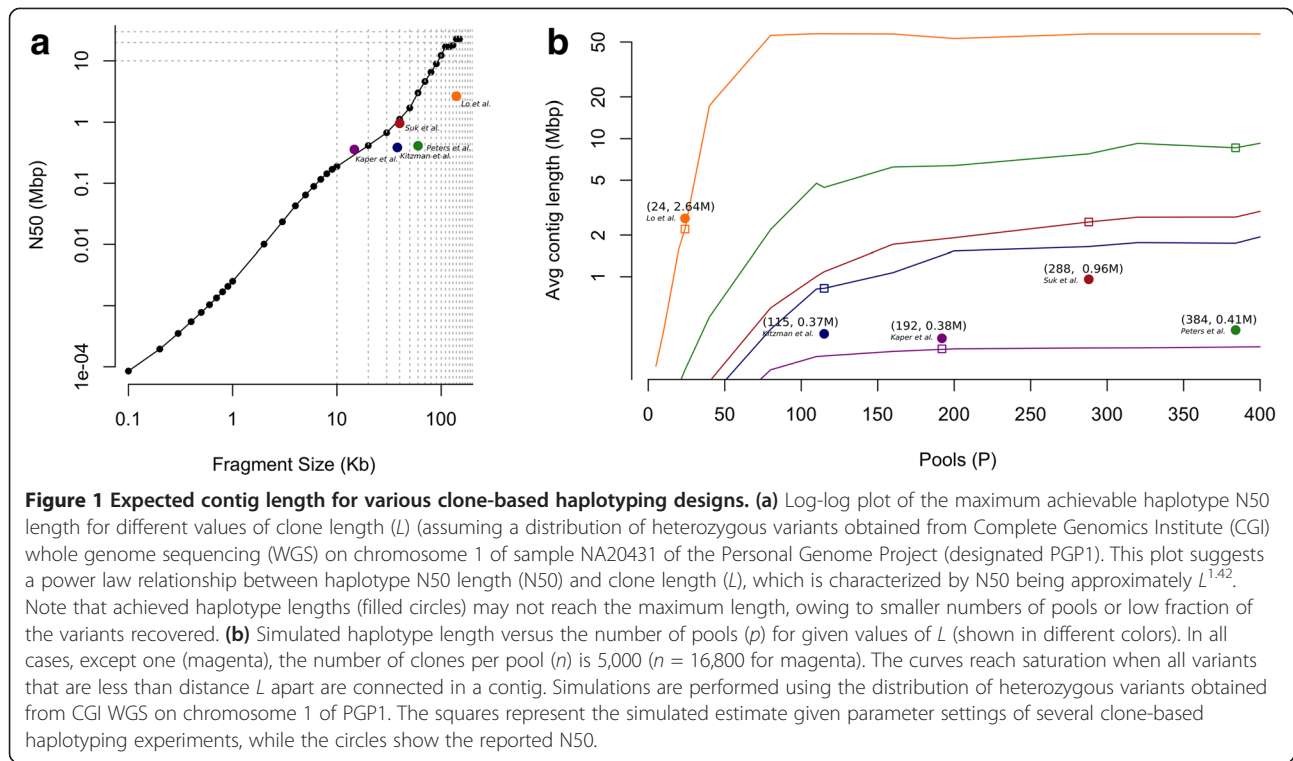 a
b
N50 (Mbp)
10
1
0.1
0.01
1e-04
Lo et al.
Suk et al.
Kaper et al.
Kitzman et al.
Peters et al.
0.1
1
10
100
Fragment Size (Kb)
Avg contig length (Mbp)
50
20
10
5
2
1
(24, 2.64M)
Lo et al.
(288, 0.96M)
Suk et al.
(115, 0.37M)
Kitzman et al.
(192, 0.38M)
Kaper et al.
(384, 0.41M)
Peters et al.
0
50
100
150
200
250
300
350
400
Pools (P)
Figure 1 Expected contig length for various clone-based haplotyping designs. (a) Log-log plot of the maximum achievable haplotype N50
length for different values of clone length (L) (assuming a distribution of heterozygous variants obtained from Complete Genomics Institute (CGI)
whole genome sequencing (WGS) on chromosome 1 of sample NA20431 of the Personal Genome Project (designated PGP1). This plot suggests
a power law relationship between haplotype N50 length (N50) and clone length (L), which is characterized by N50 being approximately L^1.42.
Note that achieved haplotype lengths (filled circles) may not reach the maximum length, owing to smaller numbers of pools or low fraction of
the variants recovered. (b) Simulated haplotype length versus the number of pools (p) for given values of L (shown in different colors). In all
cases, except one (magenta), the number of clones per pool (n) is 5,000 (n = 16,800 for magenta). The curves reach saturation when all variants
that are less than distance L apart are connected in a contig. Simulations are performed using the distribution of heterozygous variants obtained
from CGI WGS on chromosome 1 of PGP1. The squares represent the simulated estimate given parameter settings of several clone-based
haplotyping experiments, while the circles show the reported N50.